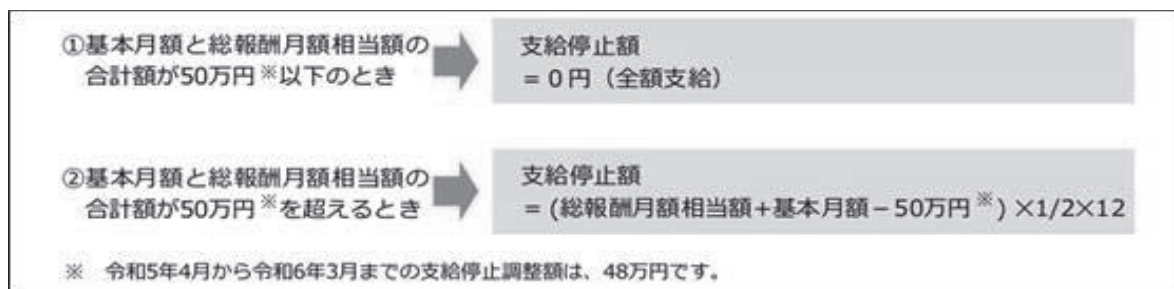 ①基本月額と総報酬月額相当額の
合計額が50万円※以下のとき
支給停止額
= 0 円（全額支給）
②基本月額と総報酬月額相当額の
合計額が50万円※を超えるとき
支給停止額
= (総報酬月額相当額+基本月額－50万円※) ×1/2×12
※　令和5年4月から令和6年3月までの支給停止調整額は、48万円です。